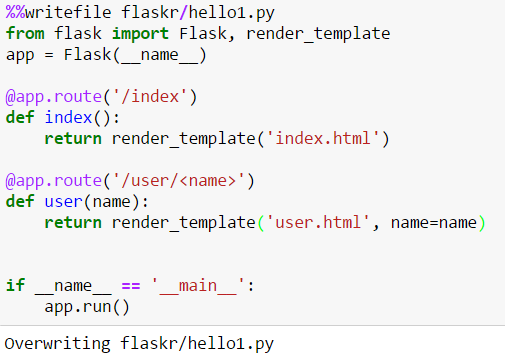 %%writefile flaskr/hello1.py
from flask import Flask, render_template
app = Flask(__name__)

@app.route('/index')
def index():
    return render_template('index.html')

@app.route('/user/<name>')
def user(name):
    return render_template('user.html', name=name)


if __name__ == '__main__':
    app.run()
Overwriting flaskr/hello1.py